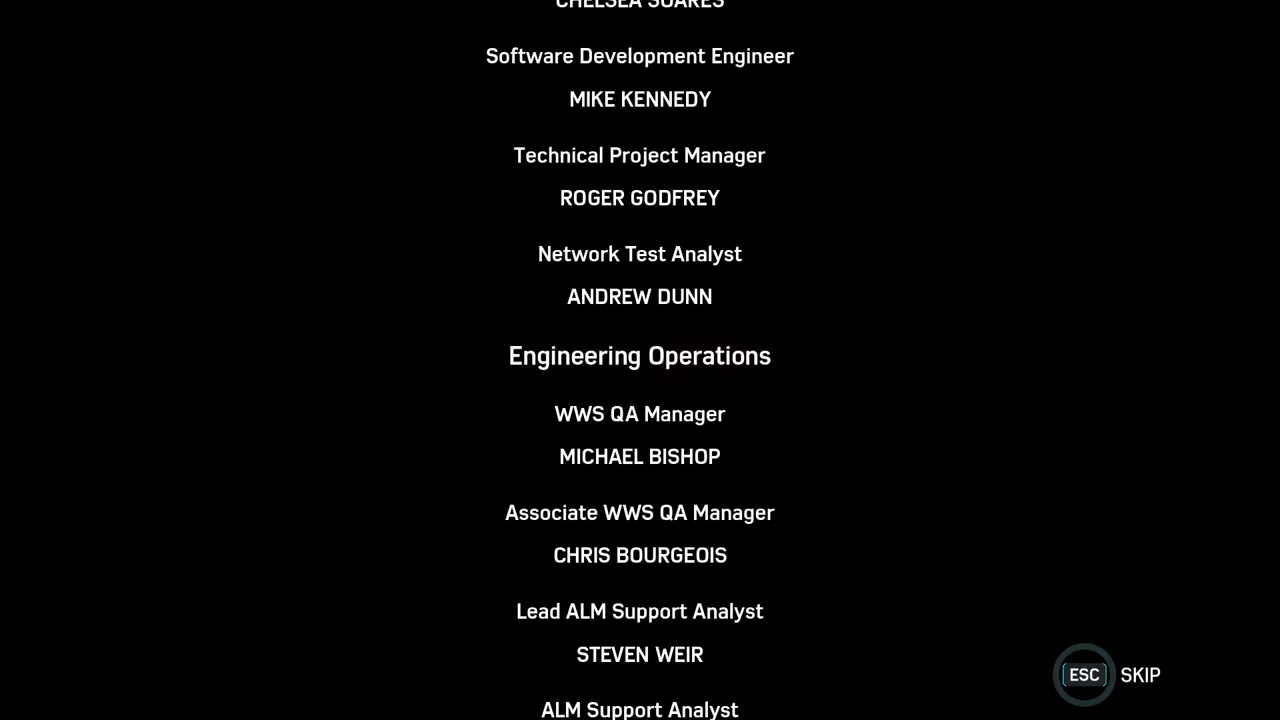 CHELSEA SOARES
Software Development Engineer
MIKE KENNEDY
Technical Project Manager
ROGER GODFREY
Network Test Analyst
ANDREW DUNN
Engineering Operations
WWS QA Manager
MICHAEL BISHOP
Associate WWS QA Manager
CHRIS BOURGEOIS
Lead ALM Support Analyst
STEVEN WEIR
ESC SKIP
ALM Support Analyst